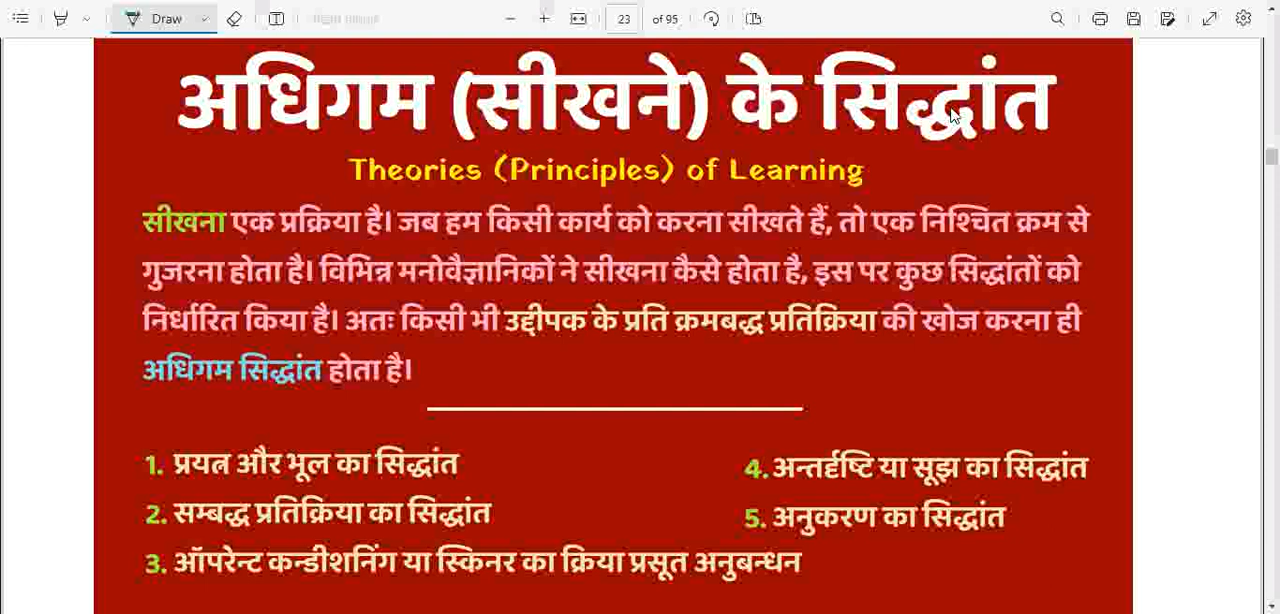 Draw
23 of 95
अधिगम (सीखने) के सिद्धांत
Theories (Principles) of Learning
सीखना एक प्रक्रिया है। जब हम किसी कार्य को करना सीखते हैं, तो एक निश्चित क्रम से
गुजरना होता है। विभिन्न मनोवैज्ञानिकों ने सीखना कैसे होता है, इस पर कुछ सिद्धांतों को
निर्धारित किया है। अतः किसी भी उद्दीपक के प्रति क्रमबद्ध प्रतिक्रिया की खोज करना ही
अधिगम सिद्धांत होता है।
1. प्रयत्न और भूल का सिद्धांत
2. सम्बद्ध प्रतिक्रिया का सिद्धांत
3. ऑपरेन्ट कन्डीशनिंग या स्किनर का क्रिया प्रसूत अनुबन्धन
4. अन्तर्दृष्टि या सूझ का सिद्धांत
5. अनुकरण का सिद्धांत